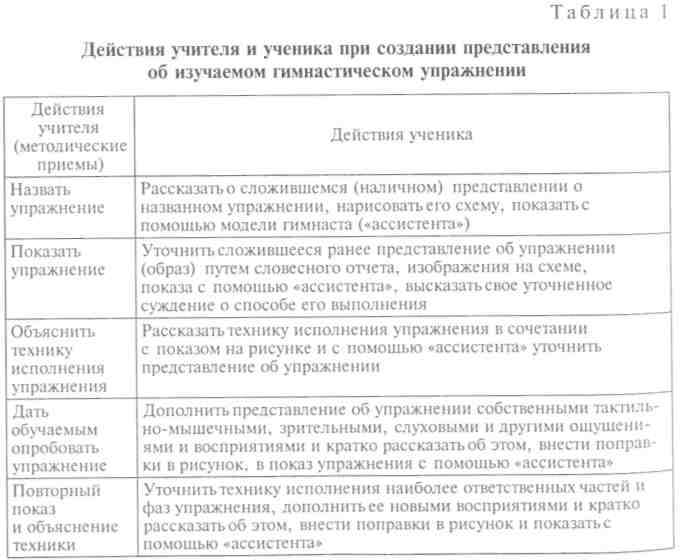 Таблица 1
Действия учителя и ученика при создании представления
об изучаемом гимнастическом упражнении
Действия
учителя
(методические
приемы)
Действия ученика
Назвать
упражнение
Рассказать о сложившемся (наличном) представлении о
названном упражнении, нарисовать его схему, показать с
помощью модели гимнаста («ассистента»)
Показать
упражнение
Уточнить сложившееся ранее представление об упражнении
(образ) путем словесного отчета, изображения на схеме,
показа с помощью «ассистента», высказать свое уточненное
суждение о способе его выполнения
Объяснить
технику
исполнения
упражнения
Рассказать технику исполнения упражнения в сочетании
с показом на рисунке и с помощью «ассистента» уточнить
представление об упражнении
Дать
обучаемым
опробовать
упражнение
Дополнить представление об упражнении собственными тактиль-
но-мышечными, зрительными, слуховыми и другими ощущени-
ями и восприятиями и кратко рассказать об этом, внести поправ-
ки в рисунок, в показ упражнения с помощью «ассистента»
Повторный
показ
и объяснение
техники
Уточнить технику исполнения наиболее ответственных частей и
фаз упражнения, дополнить ее новыми восприятиями и кратко
рассказать об этом, внести поправки в рисунок и показать с
помощью «ассистента»